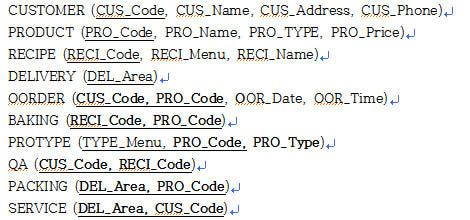 CUSTOMER (CUS_Code, CUS_Name, CUS_Address, CUS_Phone)↵
PRODUCT (PRO_Code, PRO_Name, PRO_TYPE, PRO_Price)↵
RECIPE (RECI_Code, RECI_Menu, RECI_Name)↵
DELIVERY (DEL_Area)↵
OORDER (CUS_Code, PRO_Code, OOR_Date, OOR_Time)↵
BAKING (RECI_Code, PRO_Code)↵
PROTYPE (TYPE_Menu, PRO_Code, PRO_Type)↵
QA (CUS_Code, RECI_Code)↵
PACKING (DEL_Area, PRO_Code)↵
SERVICE (DEL_Area, CUS_Code)↵